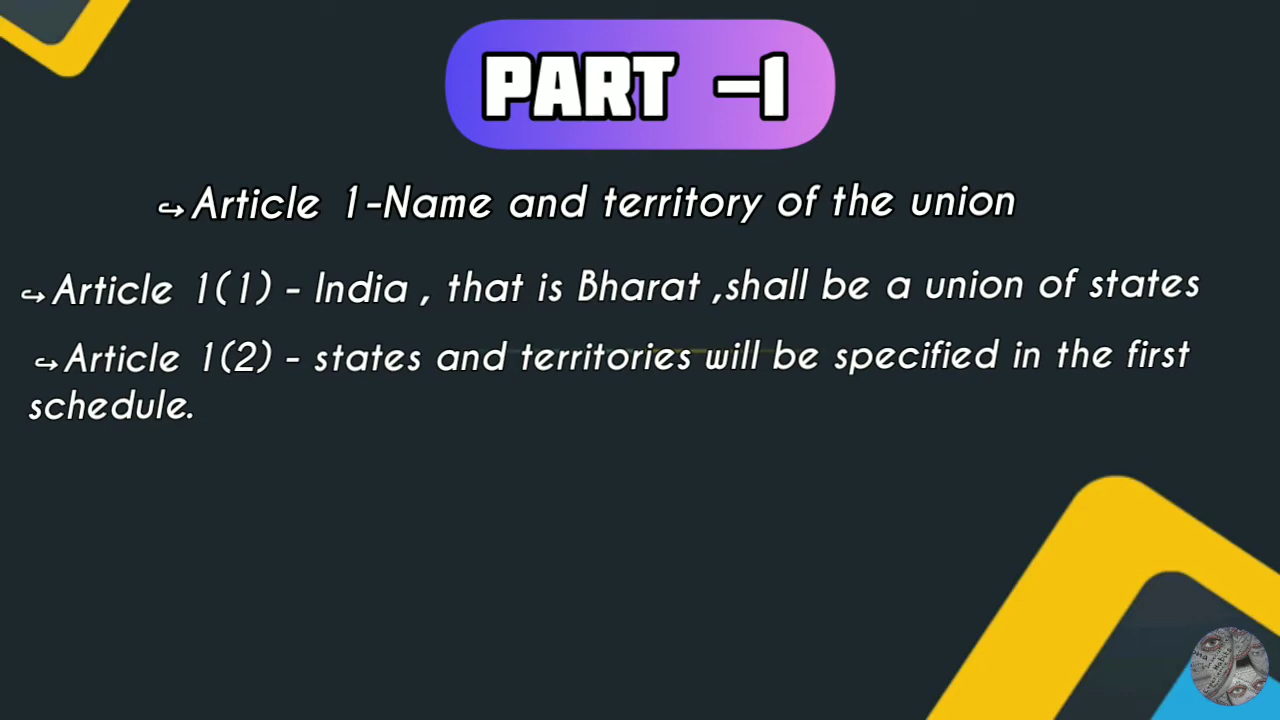 PART -1
↪Article 1-Name and territory of the union
↪Article 1(1) - India , that is Bharat ,shall be a union of states
↪Article 1(2) - states and territories will be specified in the first
schedule.